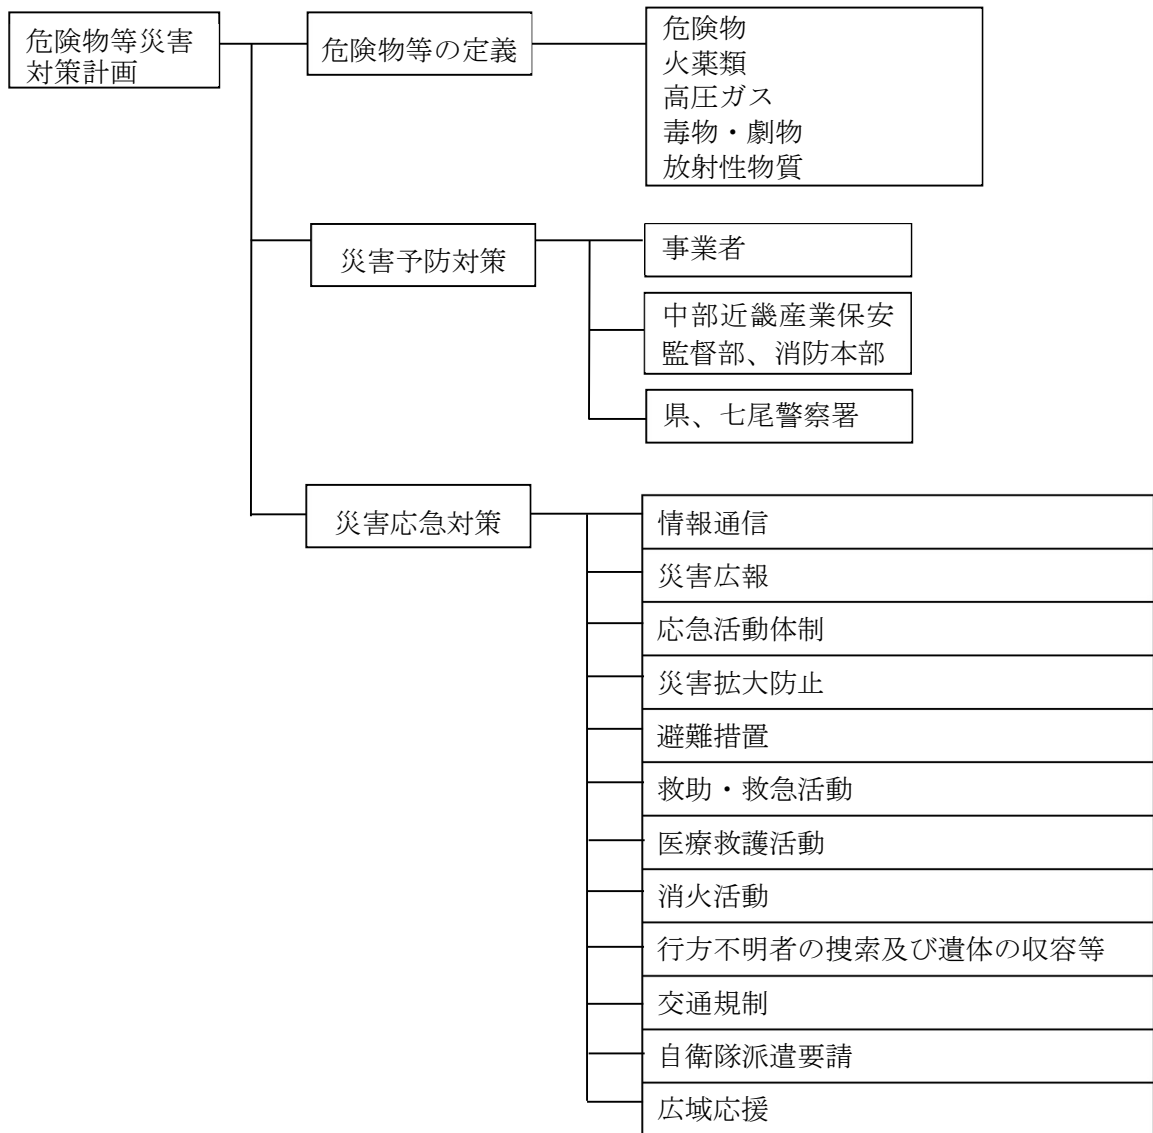 危険物等災害
対策計画
危険物等の定義
危険物
火薬類
高圧ガス
毒物・劇物
放射性物質
災害予防対策
事業者
中部近畿産業保安
監督部、消防本部
県、七尾警察署
災害応急対策
情報通信
災害広報
応急活動体制
災害拡大防止
避難措置
救助・救急活動
医療救護活動
消火活動
行方不明者の捜索及び遺体の収容等
交通規制
自衛隊派遣要請
広域応援